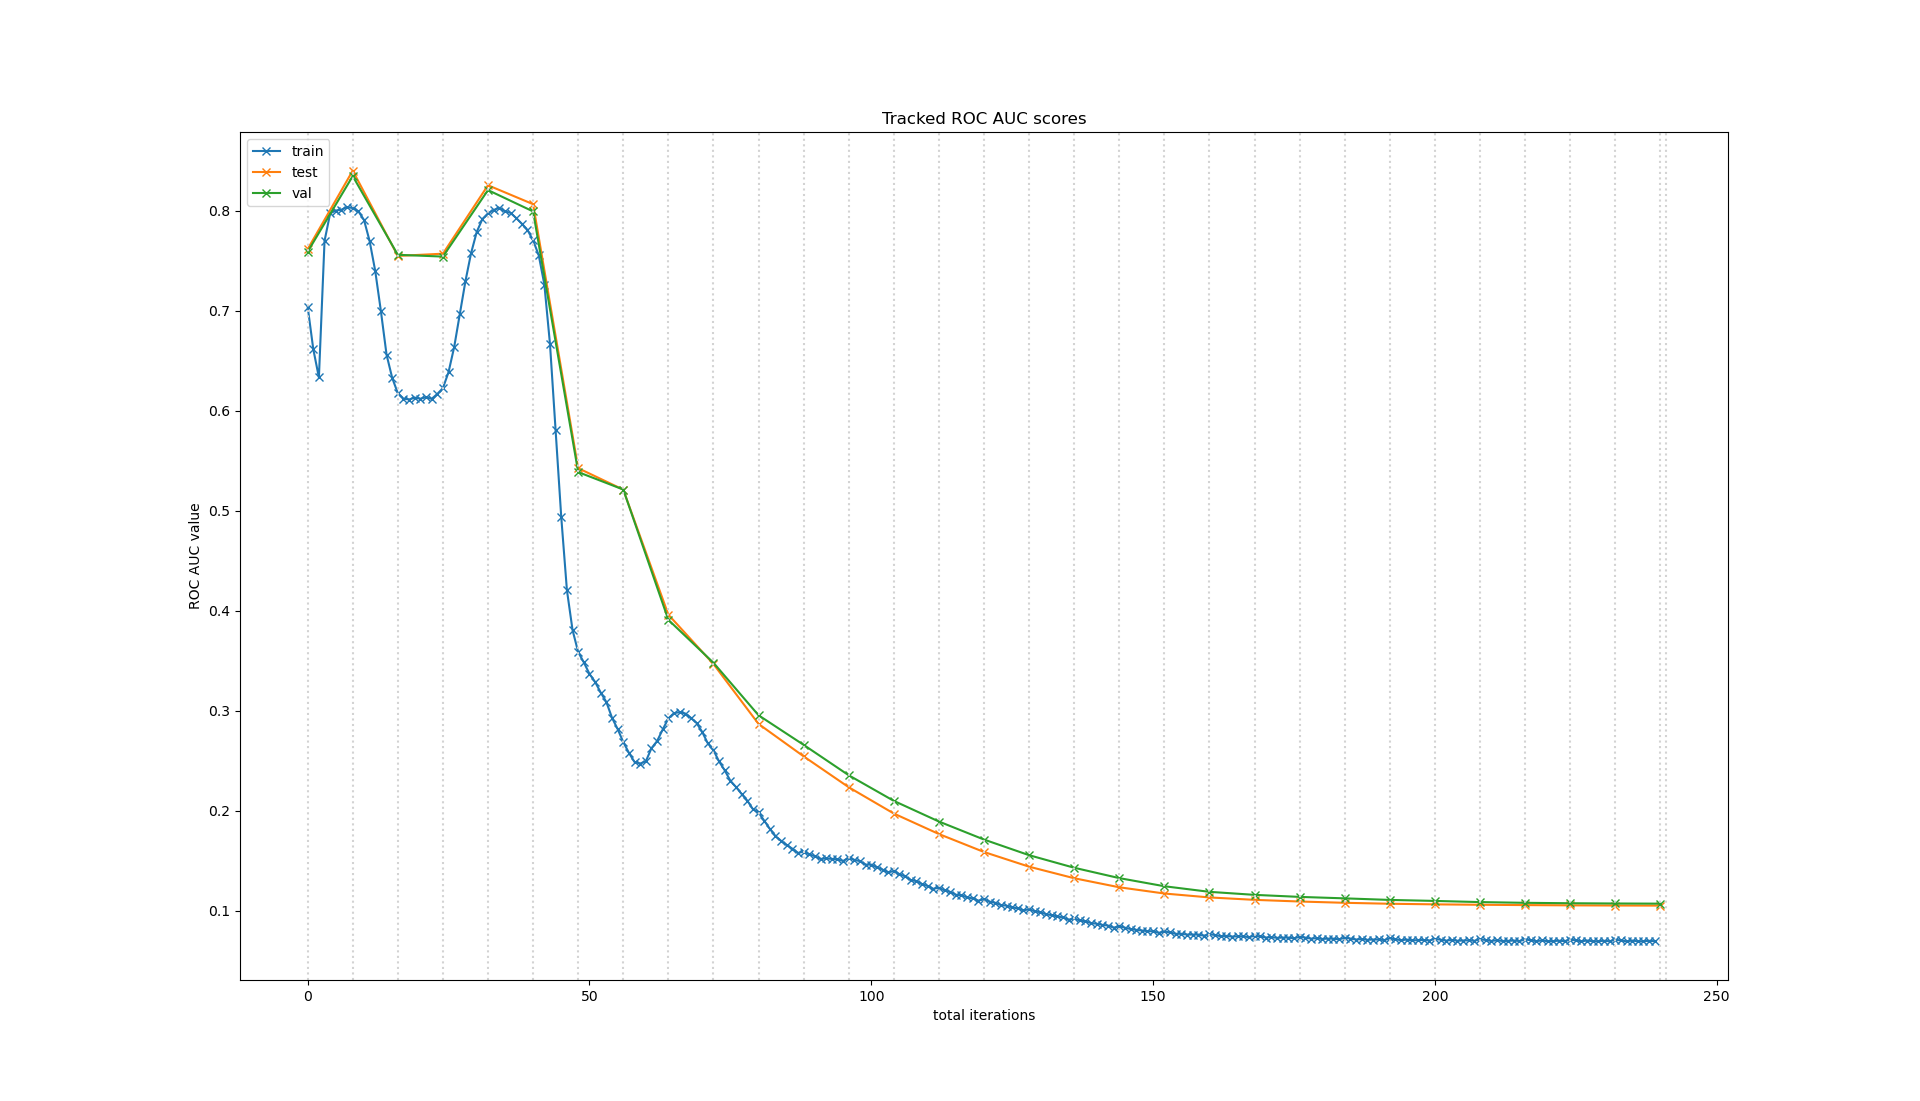 Tracked ROC AUC scores
train
test
val
ROC AUC value
0.8
0.7
0.6
0.5
0.4
0.3
0.2
0.1
0 50 100 150 200 250
total iterations